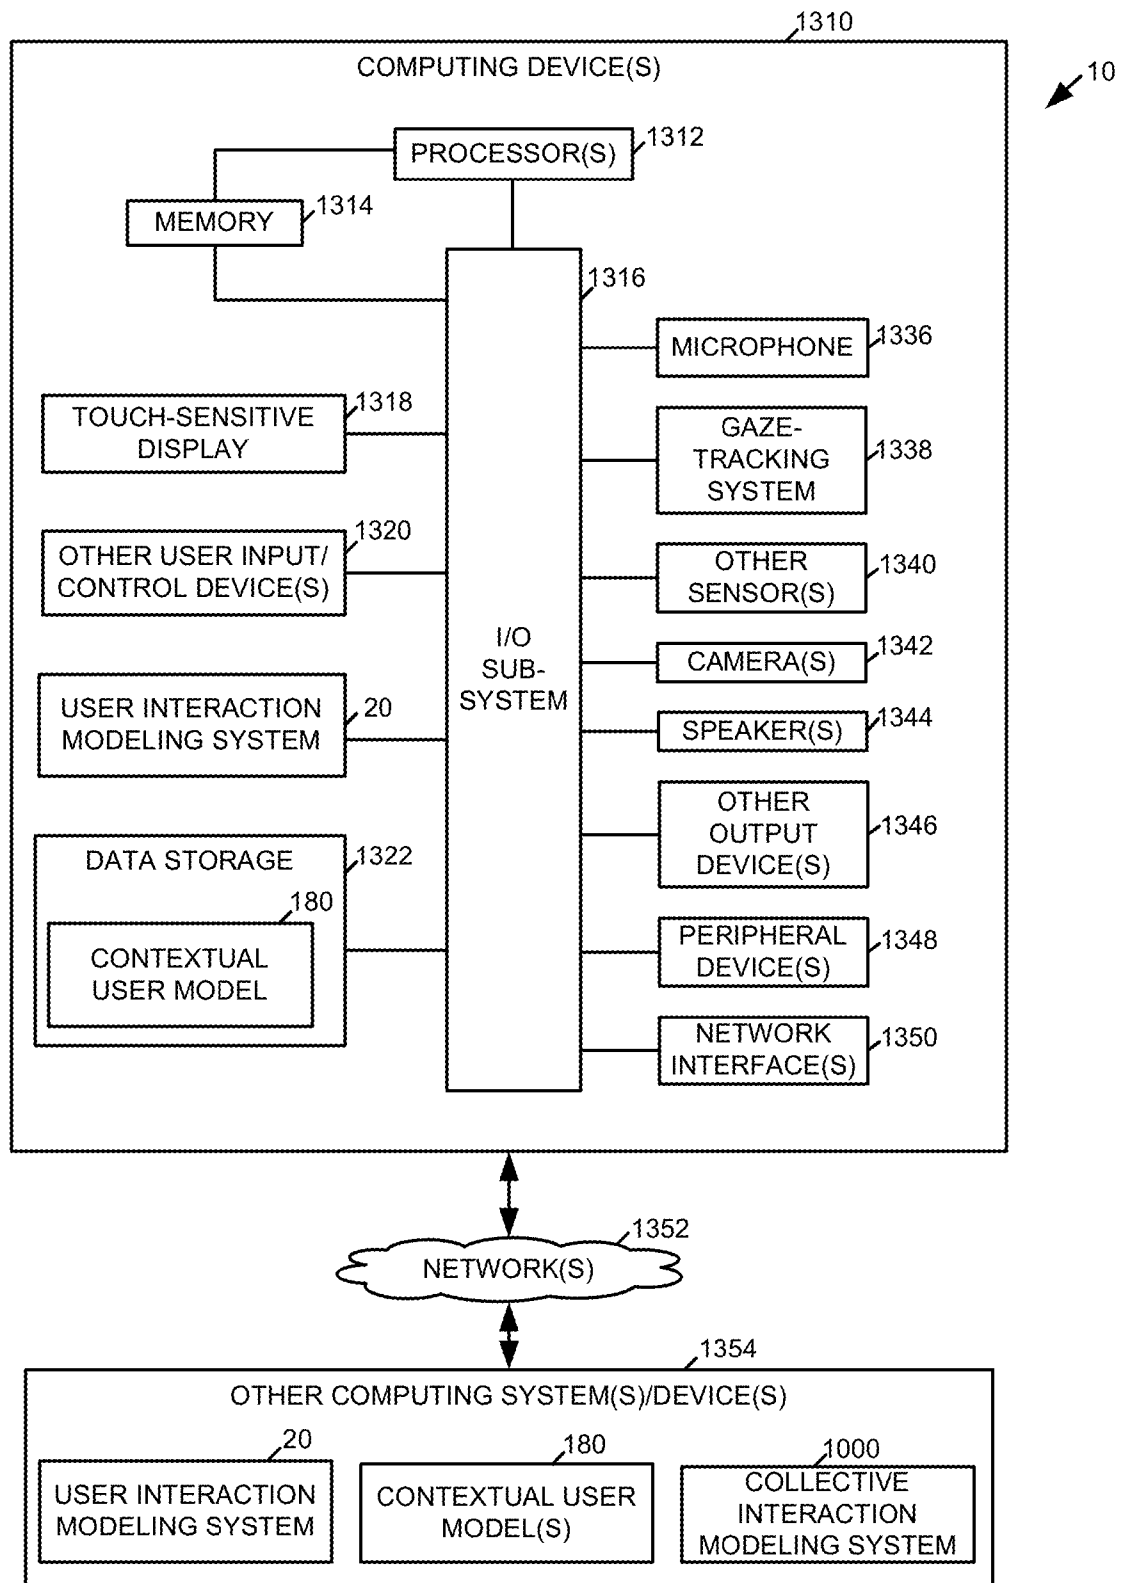 1310
COMPUTING DEVICE(S)
10
PROCESSOR(S)
1312
MEMORY
1314
I/O
SUB-
SYSTEM
1316
TOUCH-SENSITIVE
DISPLAY
1318
OTHER USER INPUT/
CONTROL DEVICE(S)
1320
USER INTERACTION
MODELING SYSTEM
20
DATA STORAGE
1322
180
CONTEXTUAL
USER MODEL
MICROPHONE
1336
GAZE-
TRACKING
SYSTEM
1338
OTHER
SENSOR(S)
1340
CAMERA(S)
1342
SPEAKER(S)
1344
OTHER
OUTPUT
DEVICE(S)
1346
PERIPHERAL
DEVICE(S)
1348
NETWORK
INTERFACE(S)
1350
NETWORK(S)
1352
1354
OTHER COMPUTING SYSTEM(S)/DEVICE(S)
20
USER INTERACTION
MODELING SYSTEM
180
CONTEXTUAL USER
MODEL(S)
1000
COLLECTIVE
INTERACTION
MODELING SYSTEM